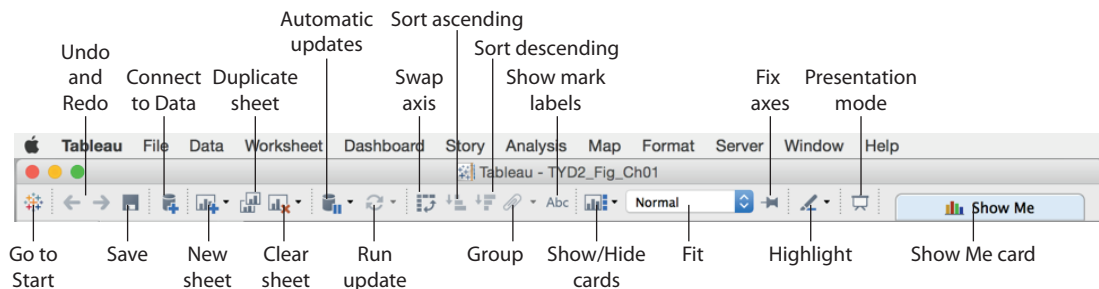 Automatic updates
Sort ascending
Undo and Redo
Connect to Data
Duplicate sheet
Swap axis
Sort descending
Show mark labels
Fix axes
Presentation mode
Tableau File Data Worksheet Dashboard Story Analysis Map Format Server Window Help
Tableau - TYD2_Fig_Ch01
Abc
Normal
Show Me
Go to Start
Save
New sheet
Clear sheet
Run update
Group
Show/Hide cards
Fit
Highlight
Show Me card